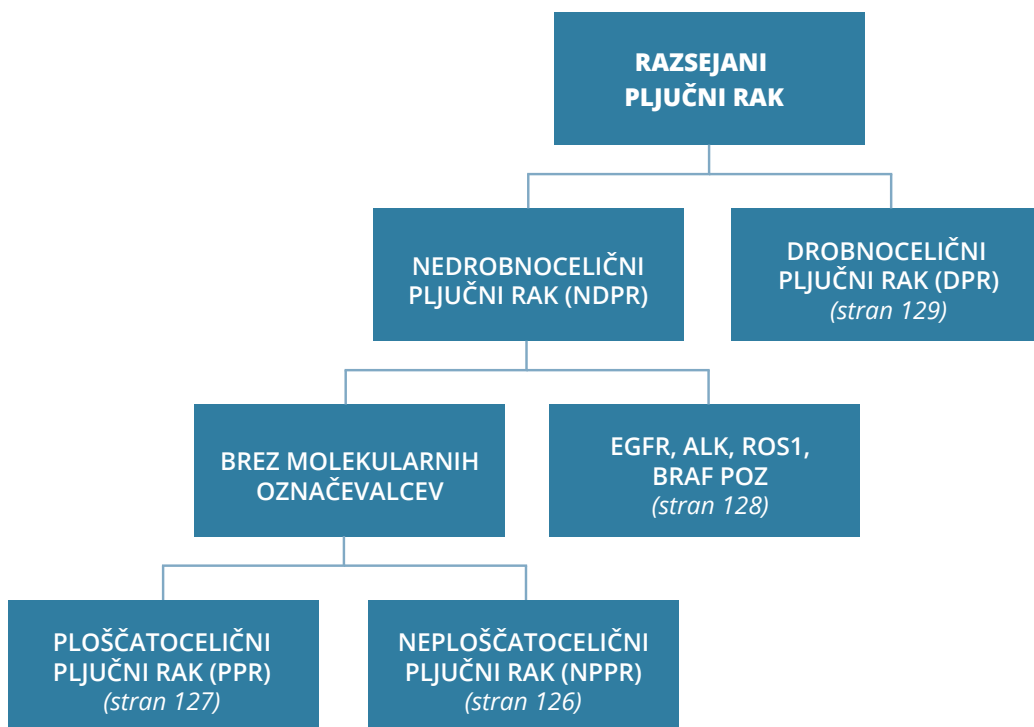 RAZSEJANI
PLJUČNI RAK
NEDROBNOCELIČNI
PLJUČNI RAK (NDPR)
DROBNOCELIČNI
PLJUČNI RAK (DPR)
(stran 129)
BREZ MOLEKULARNIH
OZNAČEVALCEV
EGFR, ALK, ROS1,
BRAF POZ
(stran 128)
PLOŠČATOCELIČNI
PLJUČNI RAK (PPR)
(stran 127)
NEPLOŠČATOCELIČNI
PLJUČNI RAK (NPPR)
(stran 126)